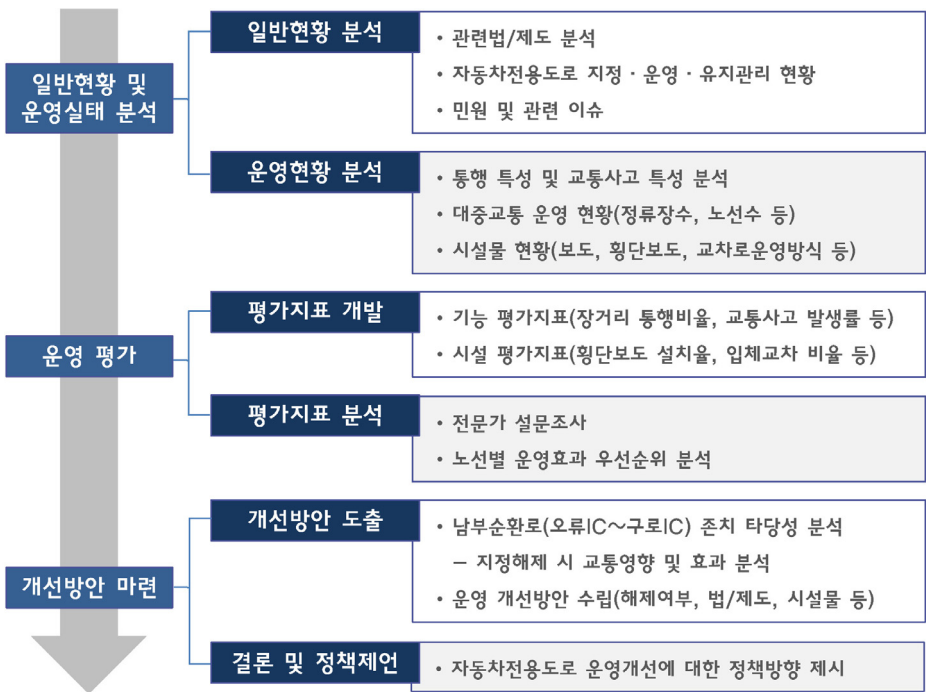 일반현황 및
운영실태 분석
일반현황 분석
• 관련법/제도 분석
• 자동차전용도로 지정 · 운영 · 유지관리 현황
• 민원 및 관련 이슈
운영현황 분석
• 통행 특성 및 교통사고 특성 분석
• 대중교통 운영 현황(정류장수, 노선수 등)
• 시설물 현황(보도, 횡단보도, 교차로운영방식 등)
운영 평가
평가지표 개발
• 기능 평가지표(장거리 통행비율, 교통사고 발생률 등)
• 시설 평가지표(횡단보도 설치율, 입체교차 비율 등)
평가지표 분석
• 전문가 설문조사
• 노선별 운영효과 우선순위 분석
개선방안 마련
개선방안 도출
• 남부순환로(오류IC～구로IC) 존치 타당성 분석
– 지정해제 시 교통영향 및 효과 분석
• 운영 개선방안 수립(해제여부, 법/제도, 시설물 등)
결론 및 정책제언
• 자동차전용도로 운영개선에 대한 정책방향 제시